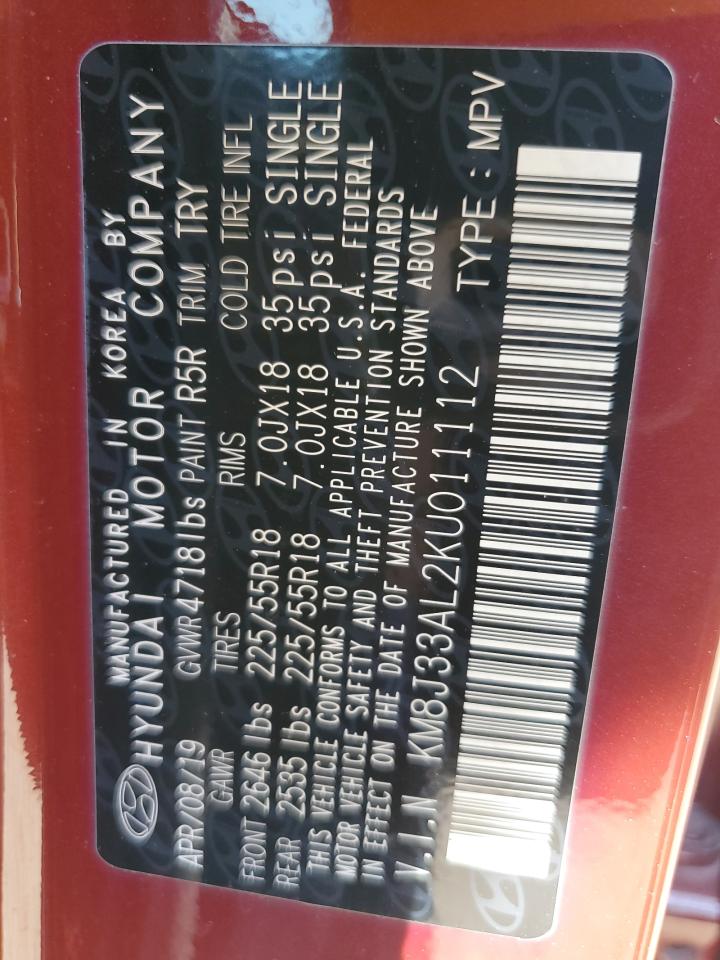 MANUFACTURED IN KOREA BY
HYUNDAI MOTOR COMPANY
APR/08/19 GVWR 4718lbs PAINT R5R TRIM TRY
GAWR TIRES RIMS COLD TIRE INFL
FRONT 2646 lbs 225/55R18 7.0JX18 35psi SINGLE
REAR 2535 lbs 225/55R18 7.0JX18 35psi SINGLE
THIS VEHICLE CONFORMS TO ALL APPLICABLE U.S.A. FEDERAL
MOTOR VEHICLE SAFETY AND THEFT PREVENTION STANDARDS
IN EFFECT ON THE DATE OF MANUFACTURE SHOWN ABOVE
V.I.N KM8J33AL2KU011112 TYPE : MPV